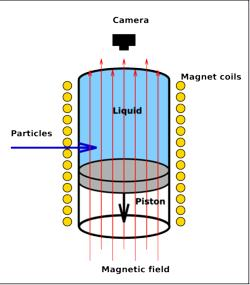 Camera
Magnet coils
Liquid
Particles
Piston
Magnetic field